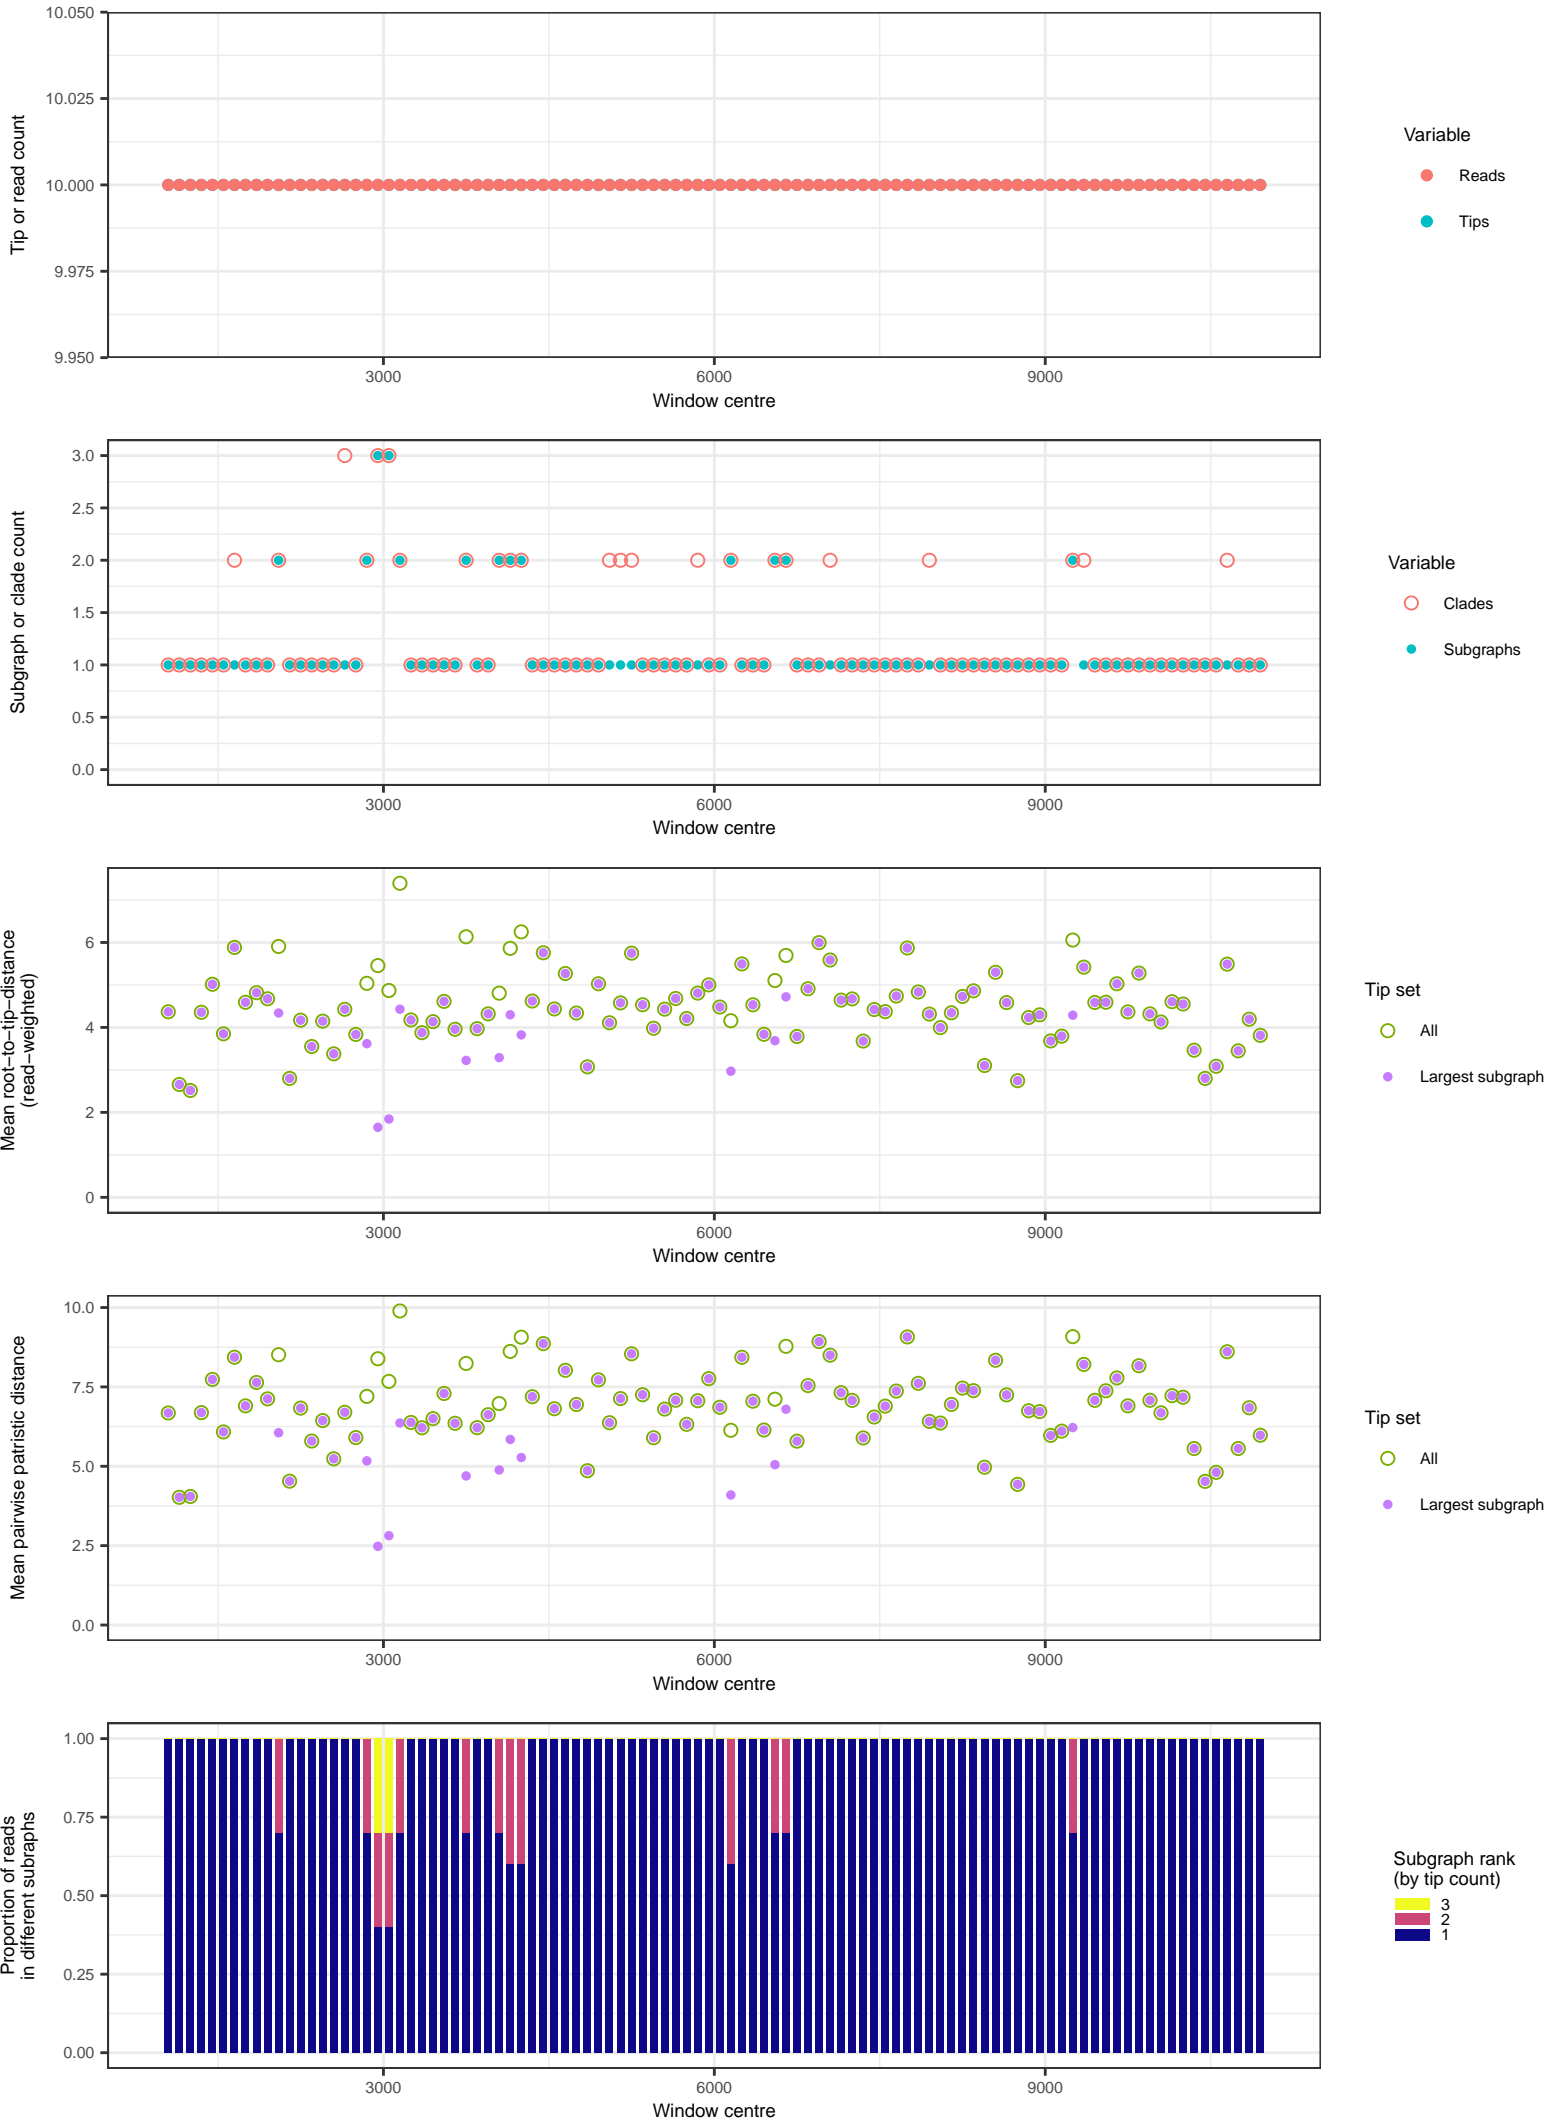 10.050
10.025
10.000
9.975
9.950
Tip or read count
3000
6000
9000
Window centre
Variable
Reads
Tips
3.0
2.5
2.0
1.5
1.0
0.5
0.0
Subgraph or clade count
3000
6000
9000
Window centre
Variable
Clades
Subgraphs
6
4
2
0
Mean root−to−tip−distance
(read−weighted)
3000
6000
9000
Window centre
Tip set
All
Largest subgraph
10.0
7.5
5.0
2.5
0.0
Mean pairwise patristic distance
3000
6000
9000
Window centre
Tip set
All
Largest subgraph
1.00
0.75
0.50
0.25
0.00
Proportion of reads
in different subraphs
3000
6000
9000
Window centre
Subgraph rank
(by tip count)
3
2
1